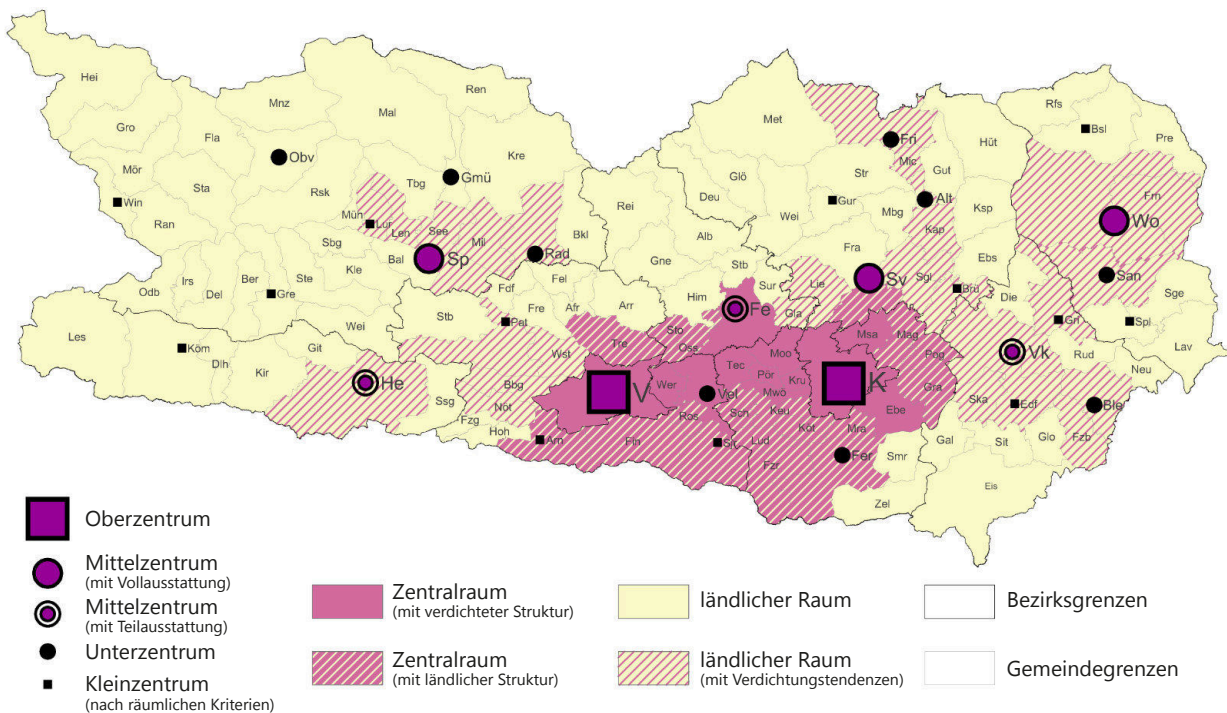 Hei
Mnz
Ren
Mal
Gro
Fla
Obv
Mör
Win
Sta
Ran
Rsk
Tbg
Gmü
Kre
Mün
Lur
Len
See
Mil
Sbg
Bal
Sp
Rad
Bkl
Odb
Irs
Del
Ber
Gre
Ste
Kle
Wei
Les
Köm
Dlh
Kir
Git
He
Stb
Fdf
Pat
Fel
Fre
Afr
Arr
Wst
Tre
Bbg
Nöt
Ssg
Fzg
Hoh
Arn
Fin
V
Rei
Gne
Alb
Him
Stb
Sur
Gla
Fe
Sto
Oss
Wer
Vel
Ros
Tec
Moo
Pör
Mwö
Kru
Sch
Keu
Lud
Köt
Fzr
K
Mra
Ebe
Fer
Smr
Zel
Met
Glö
Deu
Wei
Str
Gur
Mbg
Fra
Lie
Sv
Fri
Mic
Gut
Alt
Kap
Sgl
Hüt
Ksp
Ebs
Brü
Msa
Mag
Pog
Gra
Rfs
Bsl
Pre
Frn
Wo
San
Sge
Spl
Lav
Die
Gri
Vk
Rud
Neu
Ska
Edf
Ble
Fzb
Gal
Sit
Glo
Eis
Oberzentrum
Mittelzentrum
(mit Vollausstattung)
Mittelzentrum
(mit Teilausstattung)
Unterzentrum
Kleinzentrum
(nach räumlichen Kriterien)
Zentralraum
(mit verdichteter Struktur)
Zentralraum
(mit ländlicher Struktur)
ländlicher Raum
ländlicher Raum
(mit Verdichtungstendenzen)
Bezirksgrenzen
Gemeindegrenzen